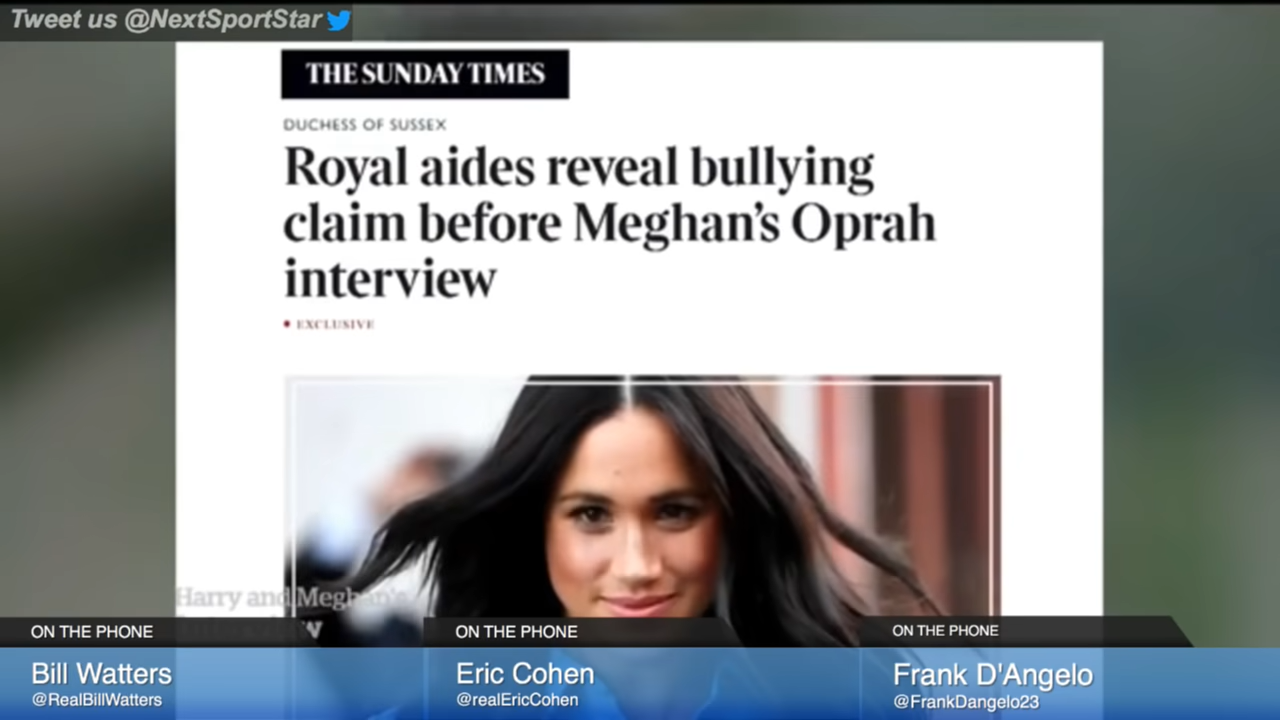 Tweet us @NextSportStar
THE SUNDAY TIMES
DUCHESS OF SUSSEX
Royal aides reveal bullying
claim before Meghan's Oprah
interview
• EXCLUSIVE
Harry and Meghan's
ON THE PHONE
Bill Watters
@RealBillWatters
ON THE PHONE
Eric Cohen
@realEricCohen
ON THE PHONE
Frank D'Angelo
@FrankDangelo23